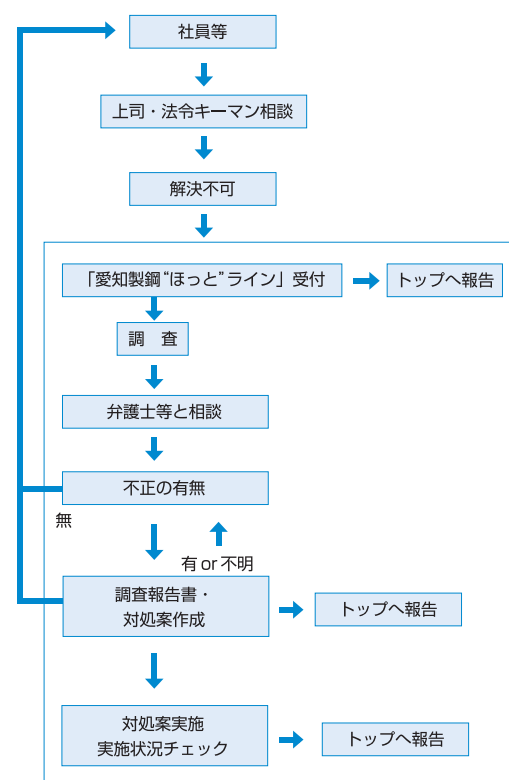 社員等
上司・法令キーマン相談
解決不可
「愛知製鋼“ほっと”ライン」受付
トップへ報告
調　査
弁護士等と相談
不正の有無
無
有or不明
調査報告書・
対処案作成
トップへ報告
対処案実施
実施状況チェック
トップへ報告